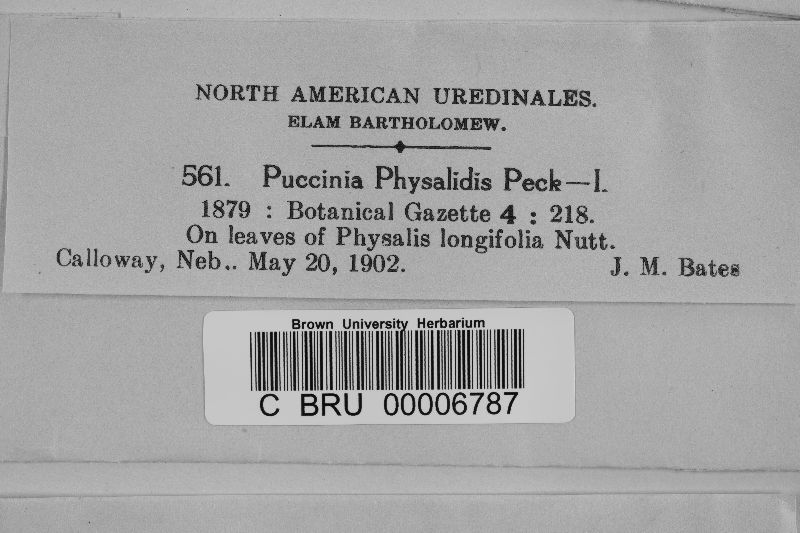 NORTH AMERICAN UREDINALES.
ELAM BARTHOLOMEW.
561. Puccinia Physalidis Peck—I.
1879 : Botanical Gazette 4 : 218.
On leaves of Physalis longifolia Nutt.
Calloway, Neb.. May 20, 1902. J. M. Bates
Brown University Herbarium
C BRU 00006787